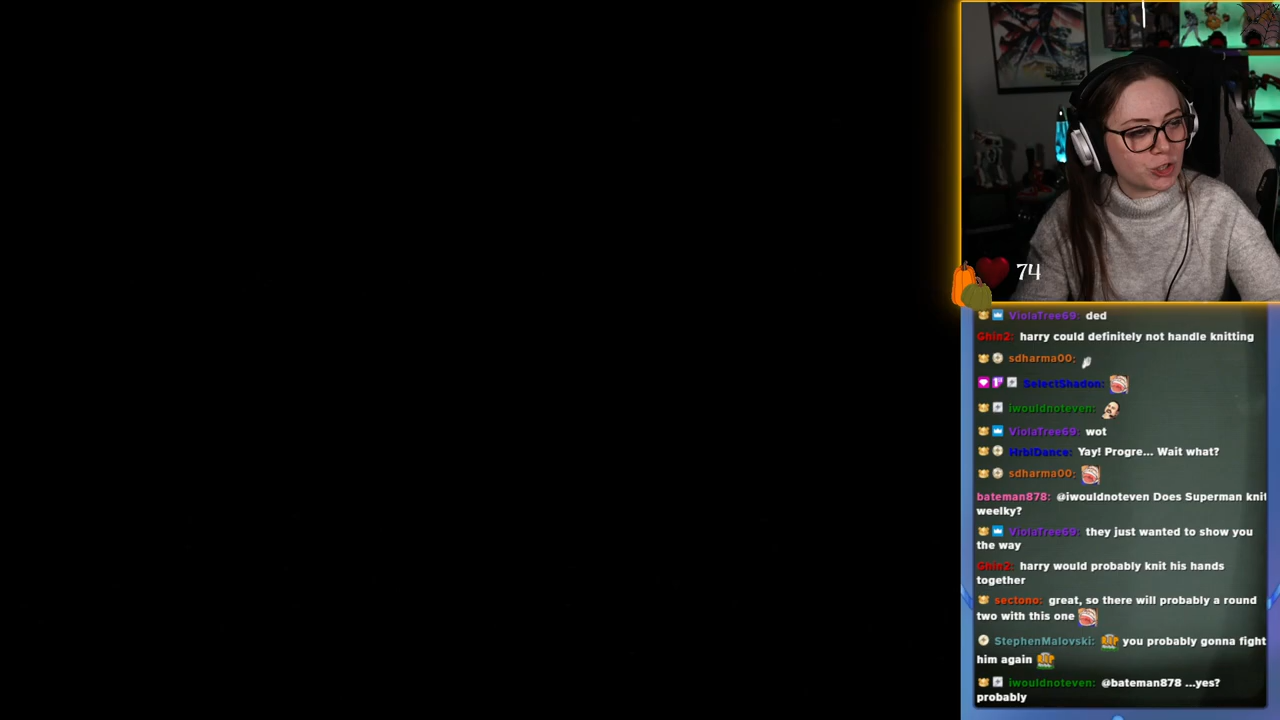 74
ViolaTree69: ded
Ghin2: harry could definitely not handle knitting
sdharma00:
SelectShadon:
iwouldnoteven:
ViolaTree69: wot
HrblDance: Yay! Progre... Wait what?
sdharma00:
bateman878: @iwouldnoteven Does Superman knit
weelky?
ViolaTree69: they just wanted to show you
the way
Ghin2: harry would probably knit his hands
together
sectono: great, so there will probably a round
two with this one
StephenMalovski: you probably gonna fight
him again
iwouldnoteven: @bateman878 ...yes?
probably